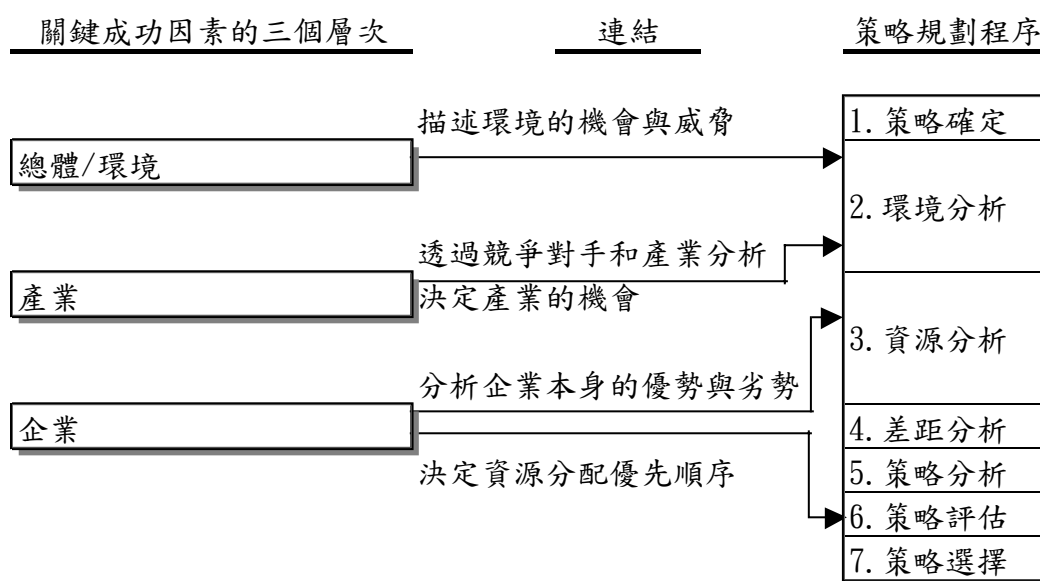 關鍵成功因素的三個層次
連結
策略規劃程序
總體/環境
描述環境的機會與威脅
產業
透過競爭對手和產業分析
決定產業的機會
企業
分析企業本身的優勢與劣勢
決定資源分配優先順序
1.策略確定
2.環境分析
3.資源分析
4.差距分析
5.策略分析
6.策略評估
7.策略選擇